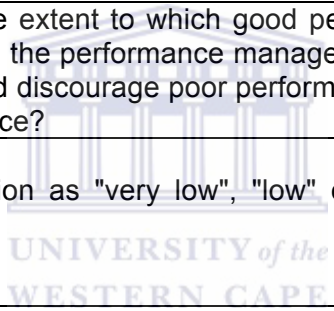 e extent to which good pe
the performance manage
d discourage poor perform
ce?
ion as "very low", "low"
UNIVERSITY of the
WESTERN CAPE